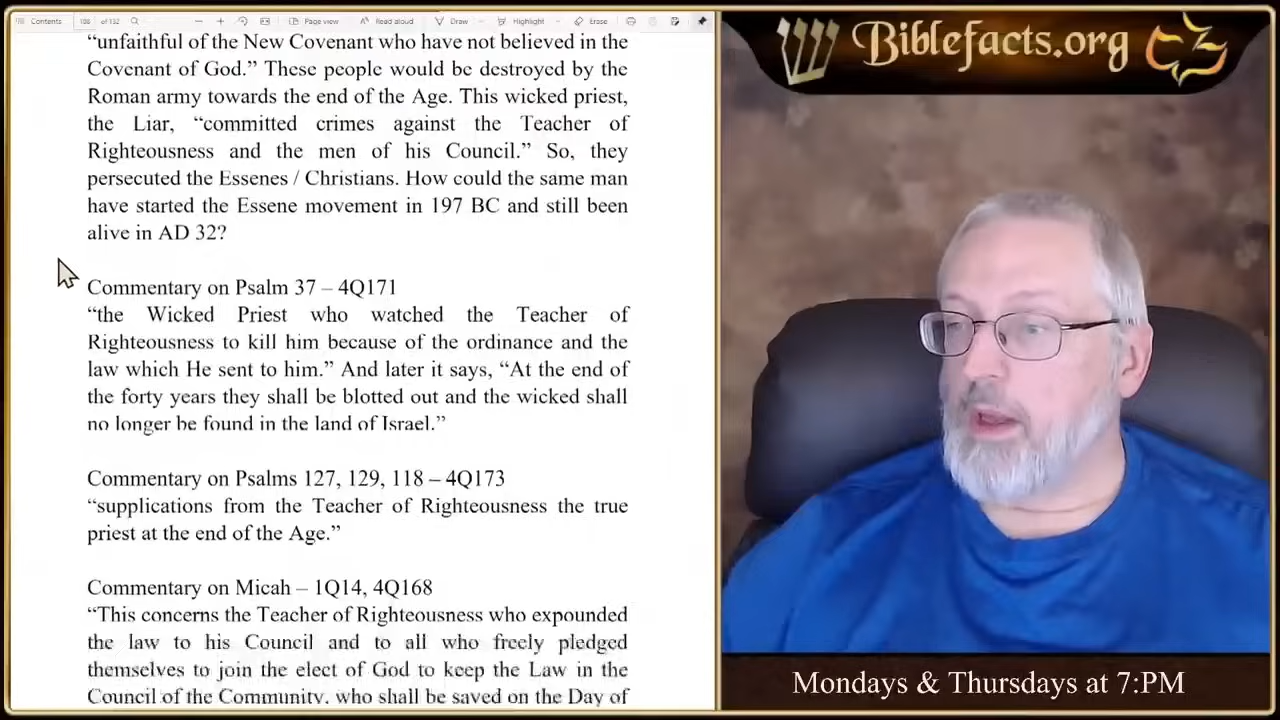 Contents
108
of 132
Page view
Read aloud
Draw
Highlight
Erase
“unfaithful of the New Covenant who have not believed in the
Covenant of God.” These people would be destroyed by the
Roman army towards the end of the Age. This wicked priest,
the Liar, “committed crimes against the Teacher of
Righteousness and the men of his Council.” So, they
persecuted the Essenes / Christians. How could the same man
have started the Essene movement in 197 BC and still been
alive in AD 32?
Commentary on Psalm 37 – 4Q171
“the Wicked Priest who watched the Teacher of
Righteousness to kill him because of the ordinance and the
law which He sent to him.” And later it says, “At the end of
the forty years they shall be blotted out and the wicked shall
no longer be found in the land of Israel.”
Commentary on Psalms 127, 129, 118 – 4Q173
“supplications from the Teacher of Righteousness the true
priest at the end of the Age.”
Commentary on Micah – 1Q14, 4Q168
“This concerns the Teacher of Righteousness who expounded
the law to his Council and to all who freely pledged
themselves to join the elect of God to keep the Law in the
Council of the Community, who shall be saved on the Day of
Biblefacts.org
Mondays & Thursdays at 7:PM